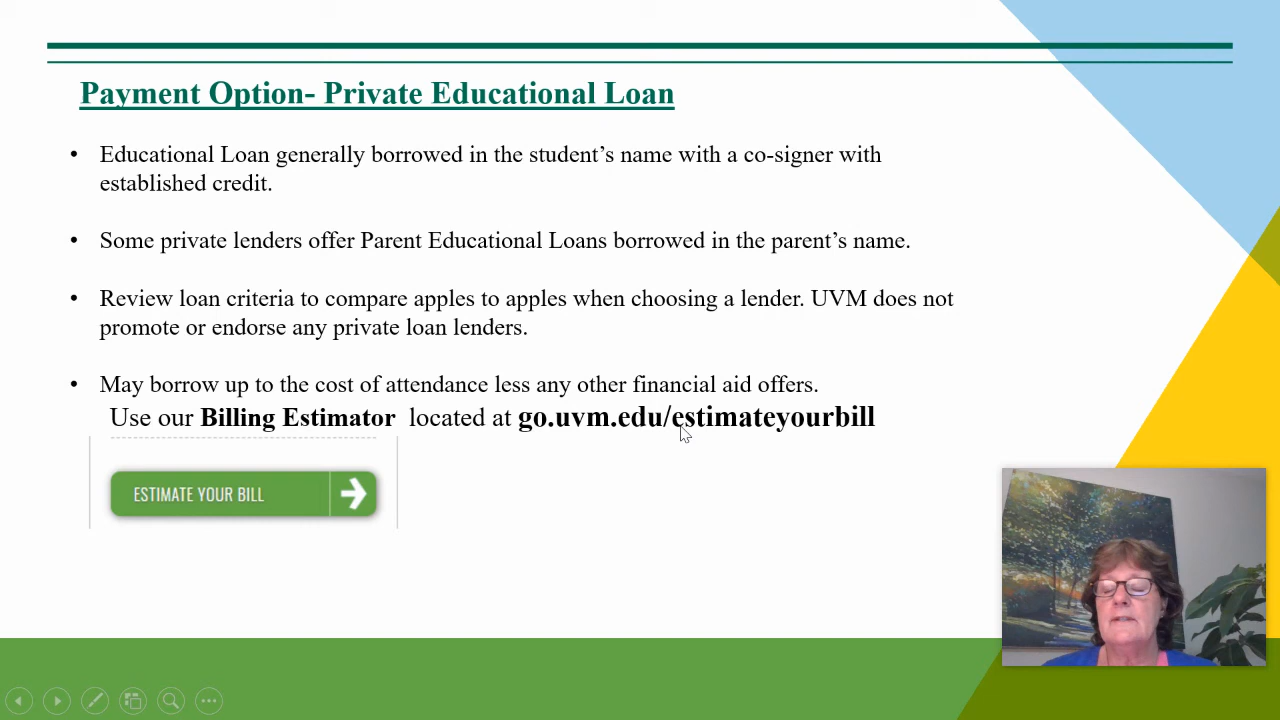 Payment Option- Private Educational Loan
• Educational Loan generally borrowed in the student’s name with a co-signer with
established credit.
• Some private lenders offer Parent Educational Loans borrowed in the parent’s name.
• Review loan criteria to compare apples to apples when choosing a lender. UVM does not
promote or endorse any private loan lenders.
• May borrow up to the cost of attendance less any other financial aid offers.
Use our Billing Estimator located at go.uvm.edu/estimateyourbill
ESTIMATE YOUR BILL